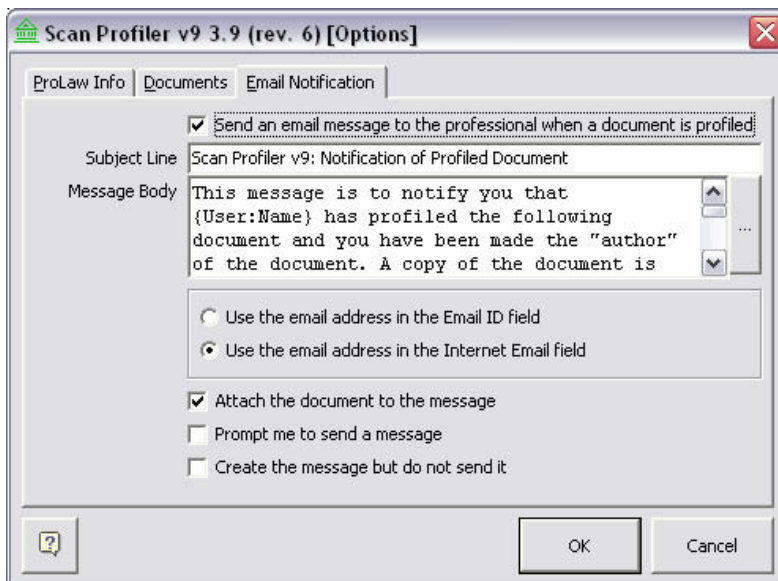 Scan Profiler v9 3.9 (rev. 6) [Options]
ProLaw Info Documents Email Notification
Send an email message to the professional when a document is profiled
Subject Line Scan Profiler v9: Notification of Profiled Document
Message Body This message is to notify you that
{User:Name} has profiled the following
document and you have been made the "author"
of the document. A copy of the document is
...
Use the email address in the Email ID field
Use the email address in the Internet Email field
Attach the document to the message
Prompt me to send a message
Create the message but do not send it
? OK Cancel